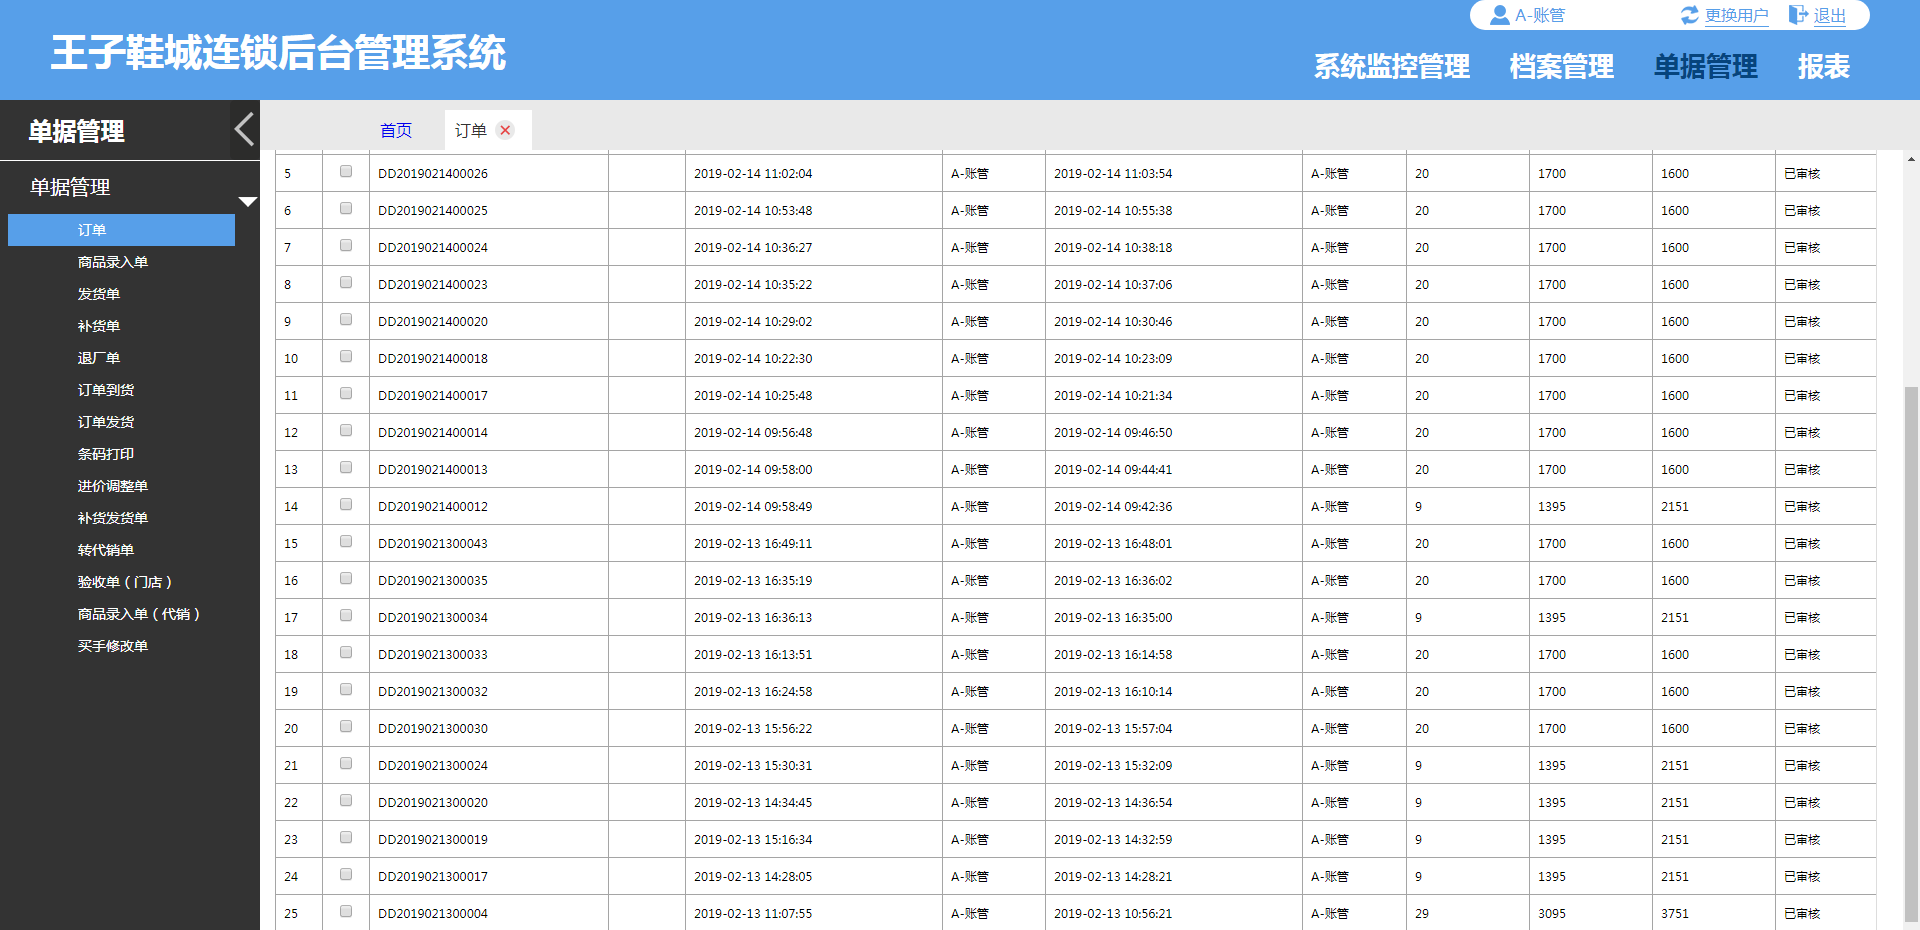 A-账管 更换用户 退出
王子鞋城连锁后台管理系统
系统监控管理 档案管理 单据管理 报表
单据管理
首页 订单
单据管理
订单
商品录入单
发货单
补货单
退厂单
订单到货
订单发货
条码打印
进价调整单
补货发货单
转代销单
验收单（门店）
商品录入单（代销）
买手修改单
5 DD2019021400026 2019-02-14 11:02:04 A-账管 2019-02-14 11:03:54 A-账管 20 1700 1600 已审核
6 DD2019021400025 2019-02-14 10:53:48 A-账管 2019-02-14 10:55:38 A-账管 20 1700 1600 已审核
7 DD2019021400024 2019-02-14 10:36:27 A-账管 2019-02-14 10:38:18 A-账管 20 1700 1600 已审核
8 DD2019021400023 2019-02-14 10:35:22 A-账管 2019-02-14 10:37:06 A-账管 20 1700 1600 已审核
9 DD2019021400020 2019-02-14 10:29:02 A-账管 2019-02-14 10:30:46 A-账管 20 1700 1600 已审核
10 DD2019021400018 2019-02-14 10:22:30 A-账管 2019-02-14 10:23:09 A-账管 20 1700 1600 已审核
11 DD2019021400017 2019-02-14 10:25:48 A-账管 2019-02-14 10:21:34 A-账管 20 1700 1600 已审核
12 DD2019021400014 2019-02-14 09:56:48 A-账管 2019-02-14 09:46:50 A-账管 20 1700 1600 已审核
13 DD2019021400013 2019-02-14 09:58:00 A-账管 2019-02-14 09:44:41 A-账管 20 1700 1600 已审核
14 DD2019021400012 2019-02-14 09:58:49 A-账管 2019-02-14 09:42:36 A-账管 9 1395 2151 已审核
15 DD2019021300043 2019-02-13 16:49:11 A-账管 2019-02-13 16:48:01 A-账管 20 1700 1600 已审核
16 DD2019021300035 2019-02-13 16:35:19 A-账管 2019-02-13 16:36:02 A-账管 20 1700 1600 已审核
17 DD2019021300034 2019-02-13 16:36:13 A-账管 2019-02-13 16:35:00 A-账管 9 1395 2151 已审核
18 DD2019021300033 2019-02-13 16:13:51 A-账管 2019-02-13 16:14:58 A-账管 20 1700 1600 已审核
19 DD2019021300032 2019-02-13 16:24:58 A-账管 2019-02-13 16:10:14 A-账管 20 1700 1600 已审核
20 DD2019021300030 2019-02-13 15:56:22 A-账管 2019-02-13 15:57:04 A-账管 20 1700 1600 已审核
21 DD2019021300024 2019-02-13 15:30:31 A-账管 2019-02-13 15:32:09 A-账管 9 1395 2151 已审核
22 DD2019021300020 2019-02-13 14:34:45 A-账管 2019-02-13 14:36:54 A-账管 9 1395 2151 已审核
23 DD2019021300019 2019-02-13 15:16:34 A-账管 2019-02-13 14:32:59 A-账管 9 1395 2151 已审核
24 DD2019021300017 2019-02-13 14:28:05 A-账管 2019-02-13 14:28:21 A-账管 9 1395 2151 已审核
25 DD2019021300004 2019-02-13 11:07:55 A-账管 2019-02-13 10:56:21 A-账管 29 3095 3751 已审核